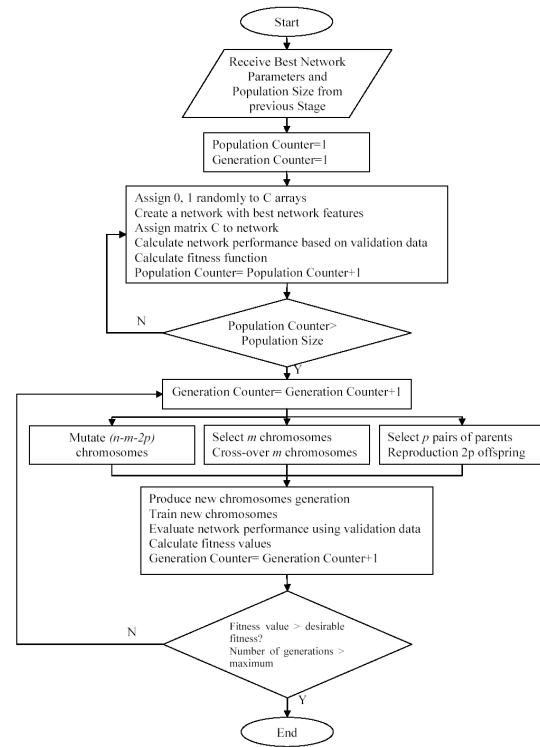 Start
Receive Best Network
Parameters and
Population Size from
previous Stage
Population Counter=1
Generation Counter=1
Assign 0, 1 randomly to C arrays
Create a network with best network features
Assign matrix C to network
Calculate network performance based on validation data
Calculate fitness function
Population Counter= Population Counter+1
N
Population Counter>
Population Size
Y
Generation Counter= Generation Counter+1
Mutate (n-m-2p)
chromosomes
Select m chromosomes
Cross-over m chromosomes
Select p pairs of parents
Reproduction 2p offspring
Produce new chromosomes generation
Train new chromosomes
Evaluate network performance using validation data
Calculate fitness values
Generation Counter= Generation Counter+1
N
Fitness value > desirable
fitness?
Number of generations >
maximum
Y
End